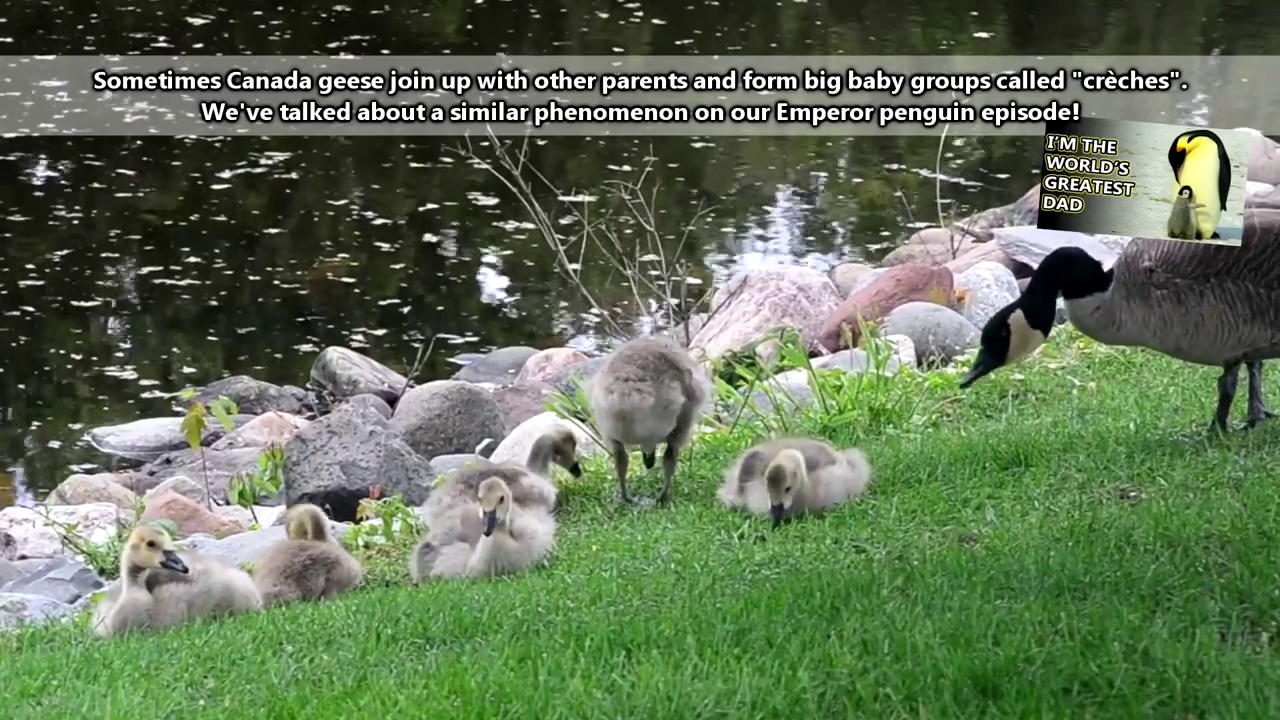 Sometimes Canada geese join up with other parents and form big baby groups called "crèches".
We've talked about a similar phenomenon on our Emperor penguin episode!
I'M THE
WORLD'S
GREATEST
DAD